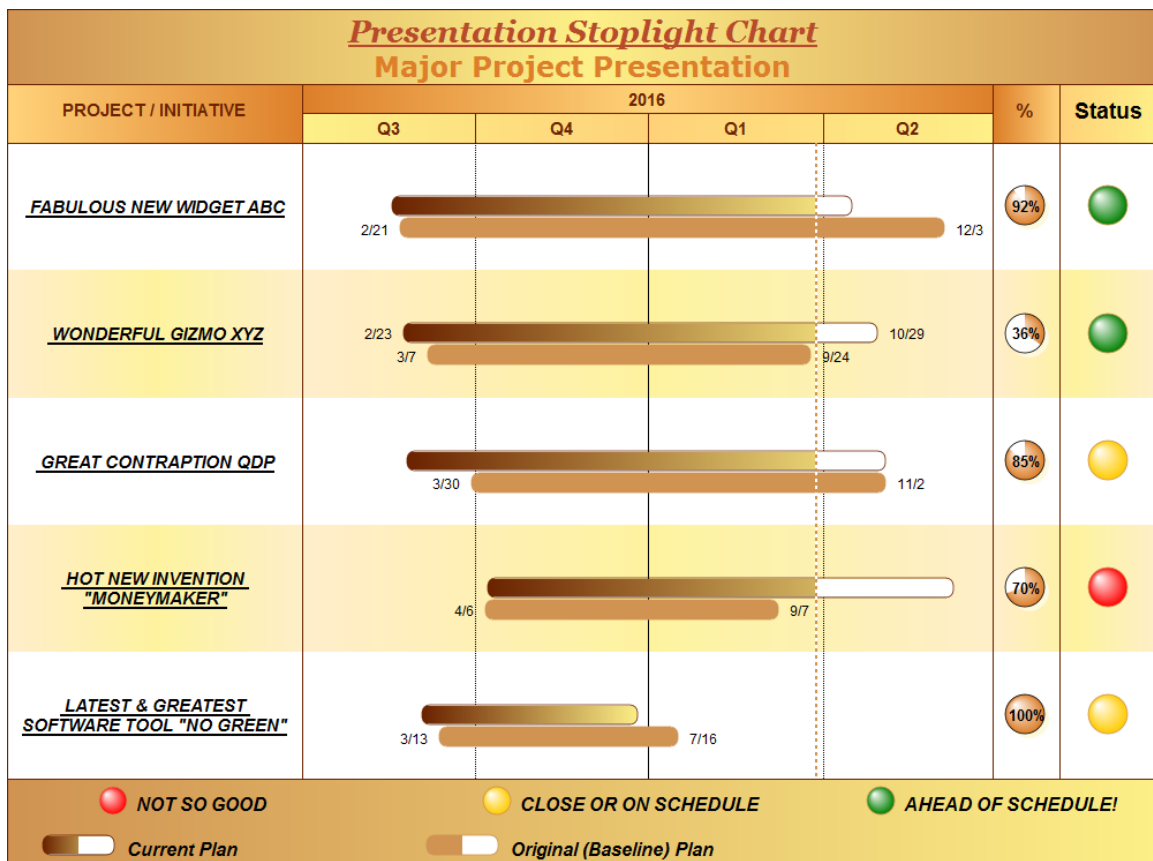 Presentation Stoplight Chart
Major Project Presentation
PROJECT / INITIATIVE
2016
%
Status
Q3
Q4
Q1
Q2
FABULOUS NEW WIDGET ABC
2/21
12/3
92%
WONDERFUL GIZMO XYZ
2/23
10/29
3/7
9/24
36%
GREAT CONTRAPTION QDP
3/30
11/2
85%
HOT NEW INVENTION
"MONEYMAKER"
4/6
9/7
70%
LATEST & GREATEST
SOFTWARE TOOL "NO GREEN"
3/13
7/16
100%
NOT SO GOOD
CLOSE OR ON SCHEDULE
AHEAD OF SCHEDULE!
Current Plan
Original (Baseline) Plan